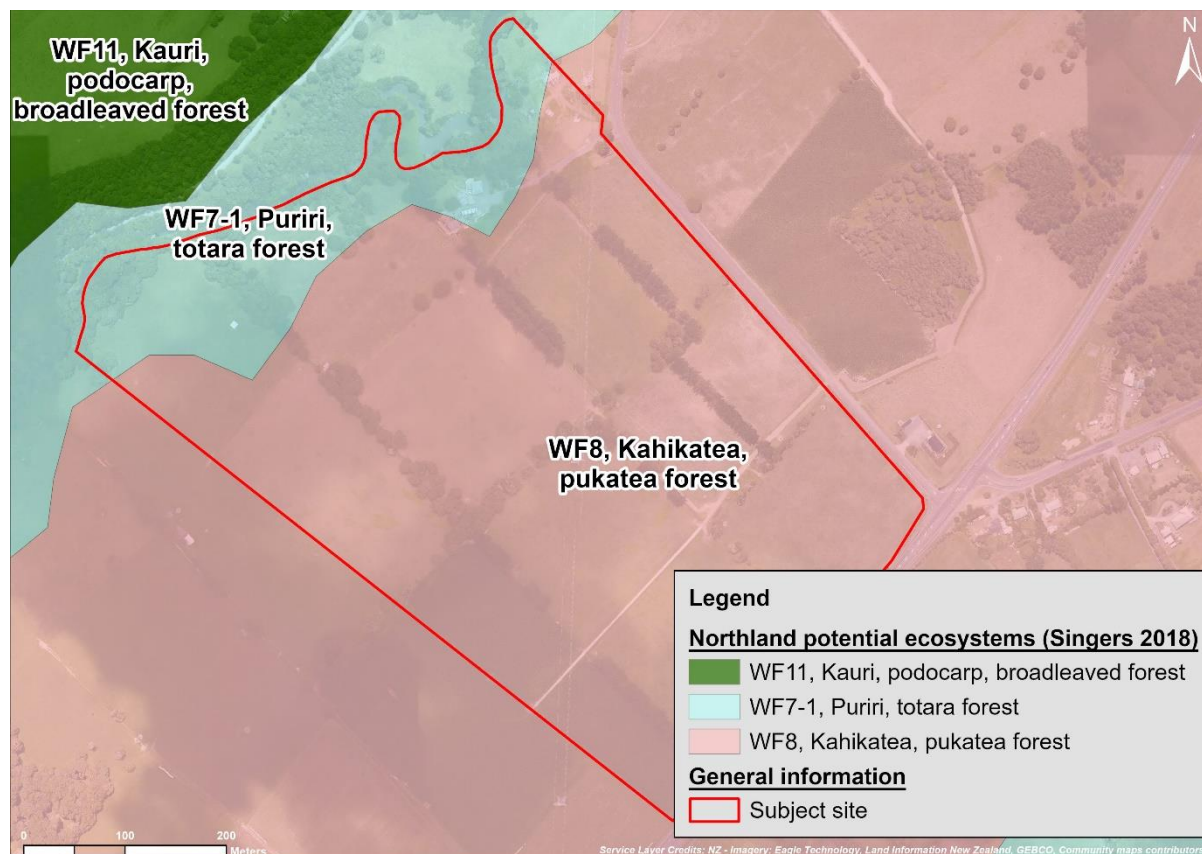 WF11, Kauri,
podocarp,
broadleaved forest
N
WF7-1, Puriri,
totara forest
WF8, Kahikatea,
pukatea forest
Legend
Northland potential ecosystems (Singers 2018)
WF11, Kauri, podocarp, broadleaved forest
WF7-1, Puriri, totara forest
WF8, Kahikatea, pukatea forest
General information
Subject site
0 100 200
Meters
Service Layer Credits: NZ - Imagery: Eagle Technology, Land Information New Zealand, GEBCO, Community maps contributors